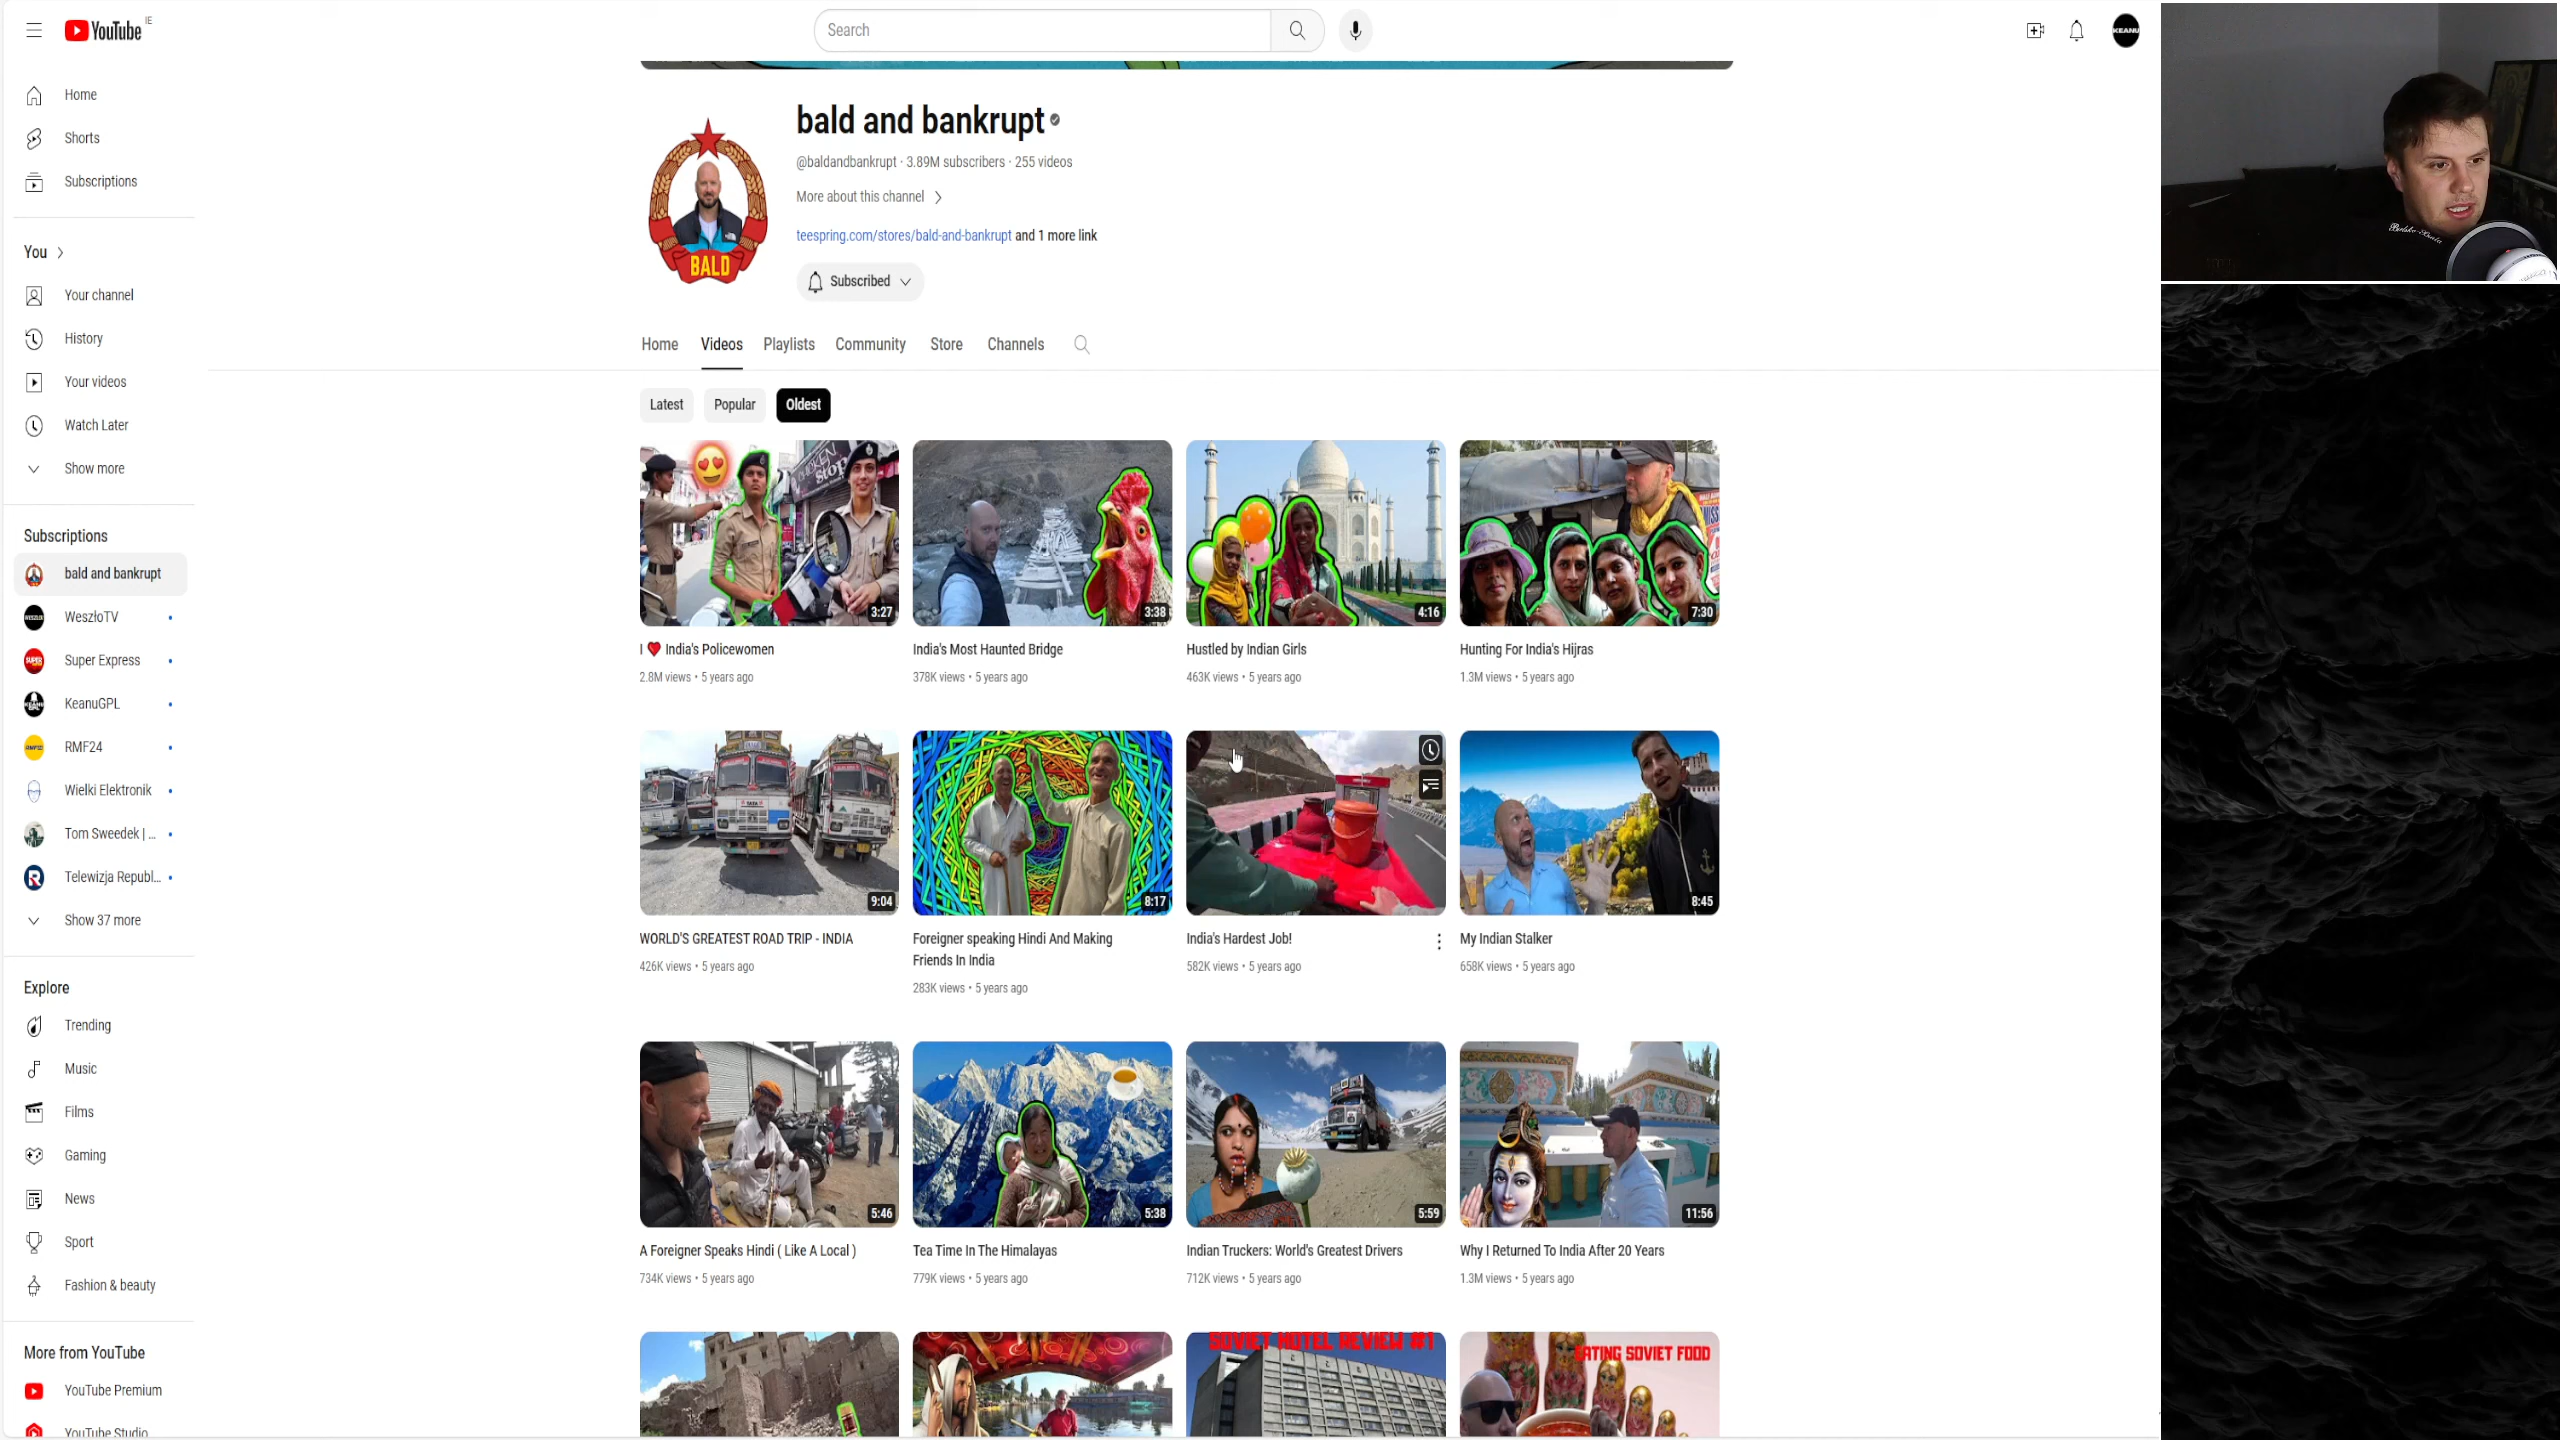 YouTube IE
Search
KEANU
Home
Shorts
Subscriptions
You
Your channel
History
Your videos
Watch Later
Show more
Subscriptions
bald and bankrupt
WeszłoTV
Super Express
KeanuGPL
RMF24
Wielki Elektronik
Tom Sweedek | ...
Telewizja Republ...
Show 37 more
Explore
Trending
Music
Films
Gaming
News
Sport
Fashion & beauty
More from YouTube
YouTube Premium
YouTube Studio
BALD
bald and bankrupt
@baldandbankrupt · 3.89M subscribers · 255 videos
More about this channel
teespring.com/stores/bald-and-bankrupt and 1 more link
Subscribed
Home Videos Playlists Community Store Channels
Latest Popular Oldest
3:27
3:38
4:16
7:30
I ❤ India's Policewomen
2.8M views • 5 years ago
India's Most Haunted Bridge
378K views • 5 years ago
Hustled by Indian Girls
463K views • 5 years ago
Hunting For India's Hijras
1.3M views • 5 years ago
9:04
8:17
8:45
WORLD'S GREATEST ROAD TRIP - INDIA
426K views • 5 years ago
Foreigner speaking Hindi And Making
Friends In India
283K views • 5 years ago
India's Hardest Job!
582K views • 5 years ago
My Indian Stalker
658K views • 5 years ago
5:46
5:38
5:59
11:56
A Foreigner Speaks Hindi ( Like A Local )
734K views • 5 years ago
Tea Time In The Himalayas
779K views • 5 years ago
Indian Truckers: World's Greatest Drivers
712K views • 5 years ago
Why I Returned To India After 20 Years
1.3M views • 5 years ago
SOVIET HOTEL REVIEW #1
EATING SOVIET FOOD